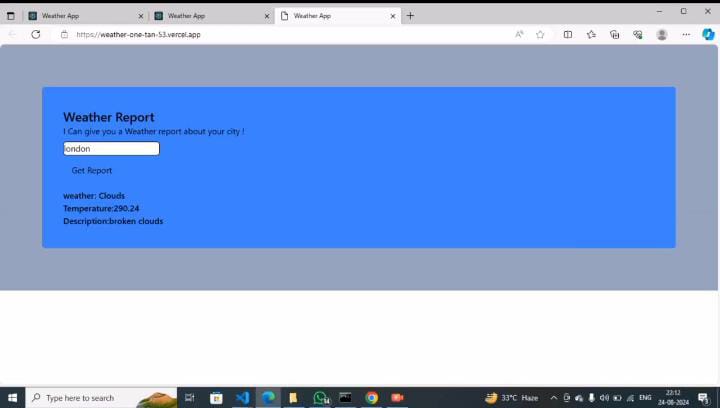 Weather App
Weather App
Weather App
https://weather-one-tan-53.vercel.app
Weather Report
I Can give you a Weather report about your city !
london
Get Report
weather: Clouds
Temperature:290.24
Description:broken clouds
Type here to search
33°C Haze
ENG
22:12
24-08-2024